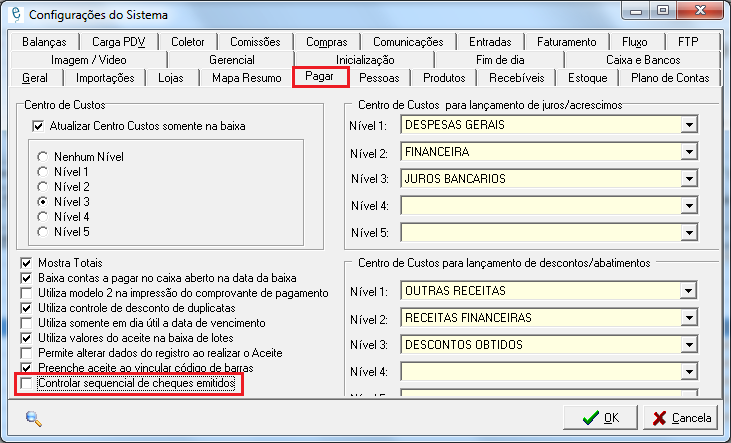 Configurações do Sistema
Balanças Carga PDV Coletor Comissões Compras Comunicações Entradas Faturamento Fluxo FTP
Imagem / Video Gerencial Inicialização Fim de dia Caixa e Bancos
Geral Importações Lojas Mapa Resumo Pagar Pessoas Produtos Recebíveis Estoque Plano de Contas
Centro de Custos
Atualizar Centro Custos somente na baixa
Nenhum Nível
Nível 1
Nível 2
Nível 3
Nível 4
Nível 5
Mostra Totais
Baixa contas a pagar no caixa aberto na data da baixa
Utiliza modelo 2 na impressão do comprovante de pagamento
Utiliza controle de desconto de duplicatas
Utiliza somente em dia útil a data de vencimento
Utiliza valores do aceite na baixa de lotes
Permite alterar dados do registro ao realizar o Aceite
Preenche aceite ao vincular código de barras
Controlar sequencial de cheques emitidos
Centro de Custos para lançamento de juros/acrescimos
Nível 1: DESPESAS GERAIS
Nível 2: FINANCEIRA
Nível 3: JUROS BANCARIOS
Nível 4:
Nível 5:
Centro de Custos para lançamento de descontos/abatimentos
Nível 1: OUTRAS RECEITAS
Nível 2: RECEITAS FINANCEIRAS
Nível 3: DESCONTOS OBTIDOS
Nível 4:
OK Cancela